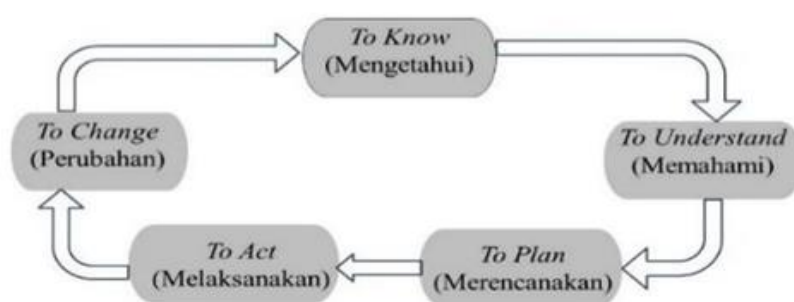 To Know
(Mengetahui)
To Understand
(Memahami)
To Plan
(Merencanakan)
To Act
(Melaksanakan)
To Change
(Perubahan)